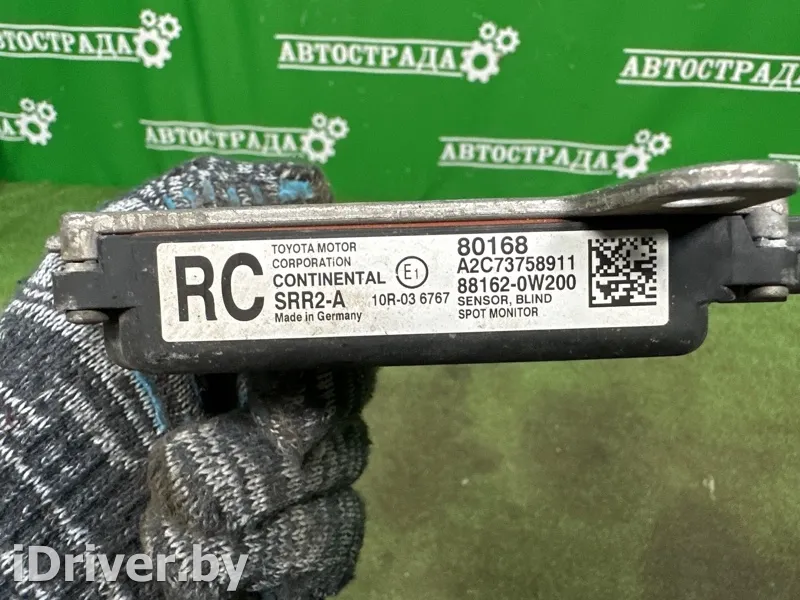 АВТОСТРАДА
АВТОСТРАДА
АВТОСТРАДА
АВТОСТРАДА
АВТОСТРАДА
RC
TOYOTA MOTOR
CORPORATION
CONTINENTAL
SRR2-A
Made in Germany
E1
10R-03 6767
80168
A2C73758911
88162-0W200
SENSOR, BLIND
SPOT MONITOR
iDriver.by